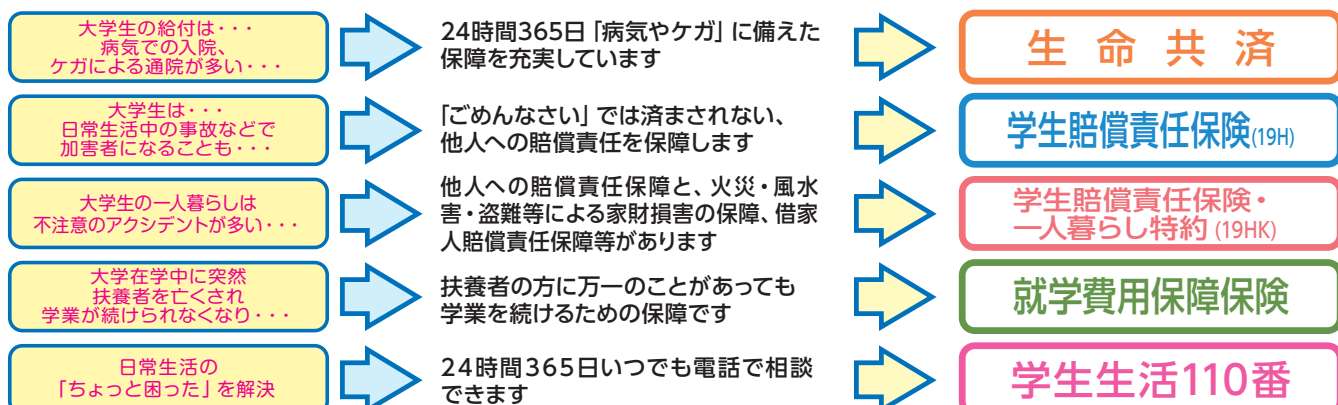 大学生の給付は・・・
病気での入院、
ケガによる通院が多い・・・
24時間365日「病気やケガ」に備えた
保障を充実しています
生命共済
大学生は・・・
日常生活中の事故などで
加害者になることも・・・
「ごめんなさい」では済まされない、
他人への賠償責任を保障します
学生賠償責任保険(19H)
大学生の一人暮らしは
不注意のアクシデントが多い・・・
他人への賠償責任保障と、火災・風水
害・盗難等による家財損害の保障、借家
人賠償責任保障等があります
学生賠償責任保険・
一人暮らし特約(19HK)
大学在学中に突然
扶養者を亡くされ
学業が続けられなくなり・・・
扶養者の方に万一のことがあっても
学業を続けるための保障です
就学費用保障保険
日常生活の
「ちょっと困った」を解決
24時間365日いつでも電話で相談
できます
学生生活110番